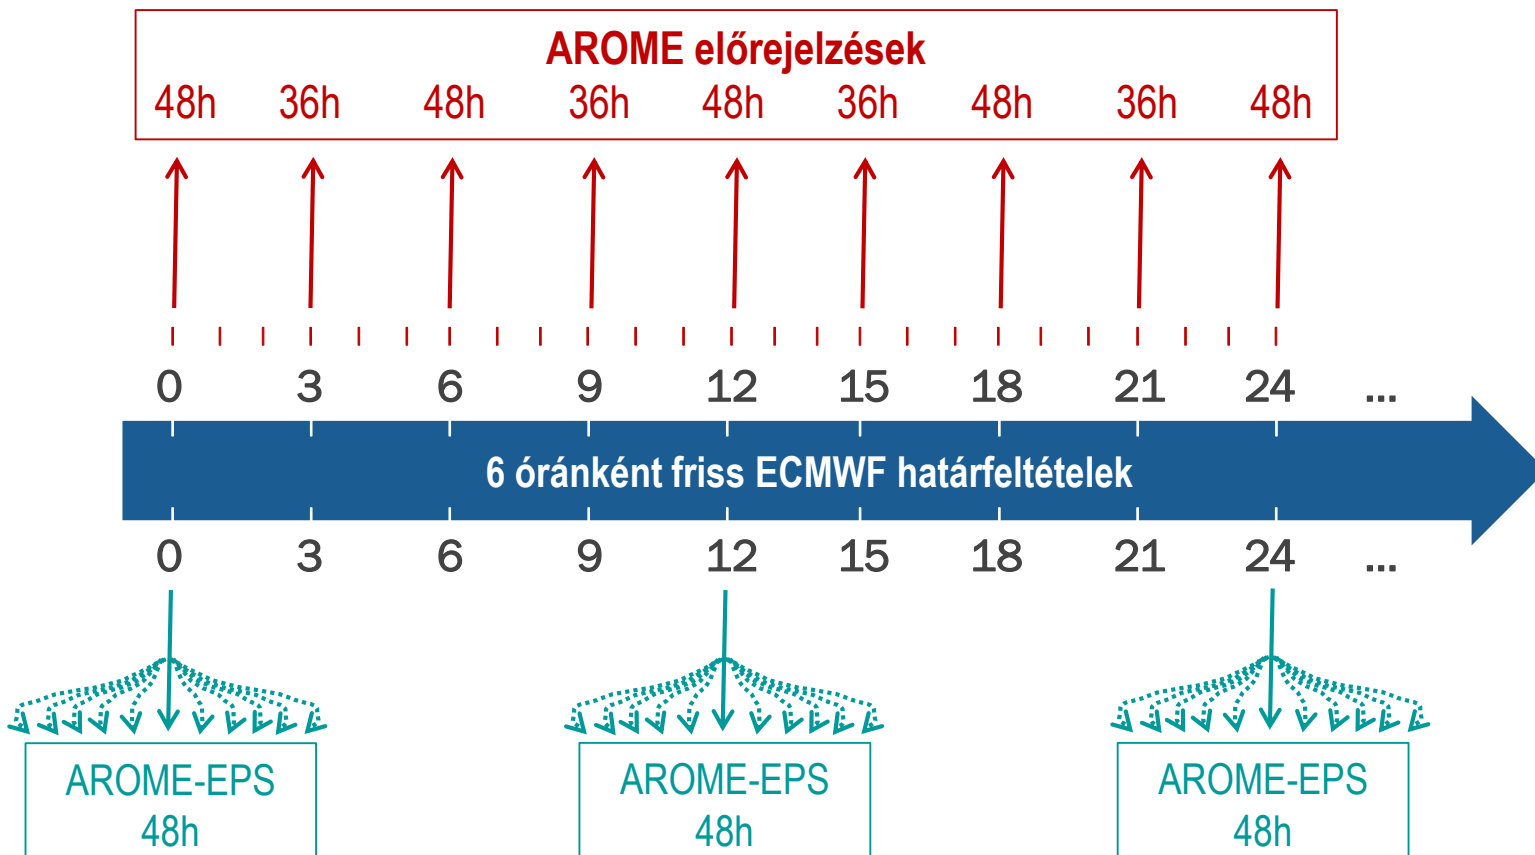 AROME előrejelzések
48h 36h 48h 36h 48h 36h 48h 36h 48h
0 3 6 9 12 15 18 21 24 ...
6 óránként friss ECMWF határfeltételek
0 3 6 9 12 15 18 21 24 ...
AROME-EPS AROME-EPS AROME-EPS
48h 48h 48h